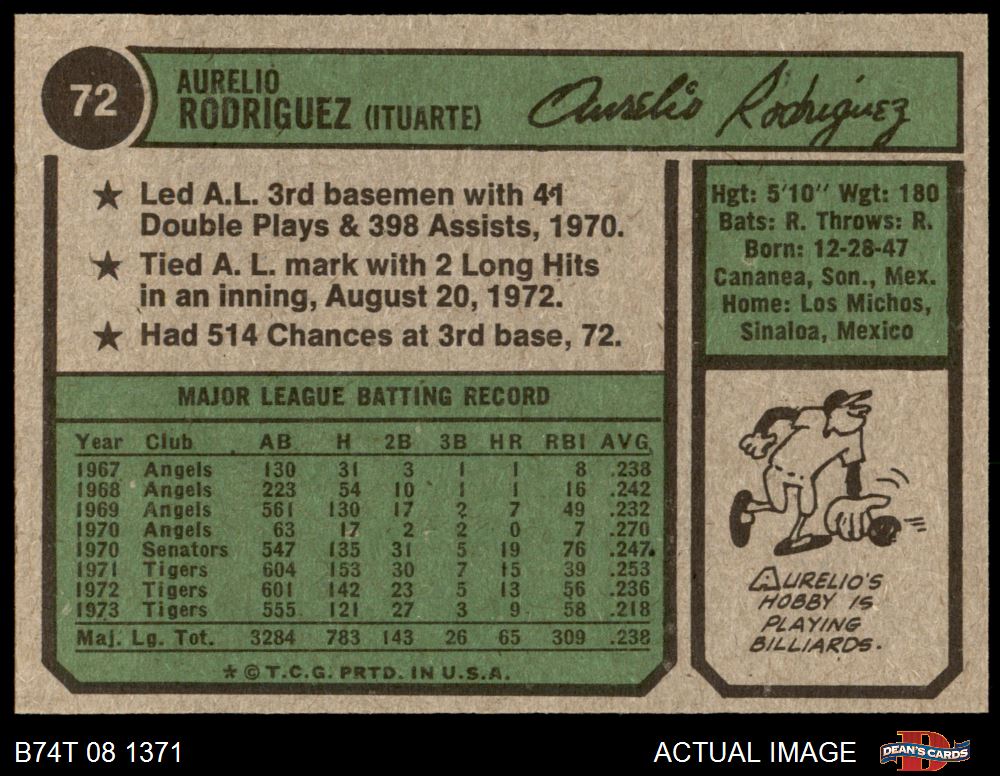 72
AURELIO
RODRIGUEZ (ITUARTE)
Aurelio Rodriguez
★ Led A.L. 3rd basemen with 41
Double Plays & 398 Assists, 1970.
★ Tied A. L. mark with 2 Long Hits
in an inning, August 20, 1972.
★ Had 514 Chances at 3rd base, 72.
Hgt: 5'10" Wgt: 180
Bats: R. Throws: R.
Born: 12-28-47
Cananea, Son., Mex.
Home: Los Michos,
Sinaloa, Mexico
MAJOR LEAGUE BATTING RECORD
Year Club AB H 2B 3B HR RBI AVG.
1967 Angels 130 31 3 1 1 8 .238
1968 Angels 223 54 10 1 1 16 .242
1969 Angels 561 130 17 2 7 49 .232
1970 Angels 63 17 2 2 0 7 .270
1970 Senators 547 135 31 5 19 76 .247
1971 Tigers 604 153 30 7 15 39 .253
1972 Tigers 601 142 23 5 13 56 .236
1973 Tigers 555 121 27 3 9 58 .218
Maj. Lg. Tot. 3284 783 143 26 65 309 .238
* © T.C.G. PRTD. IN U.S.A.
AURELIO'S
HOBBY IS
PLAYING
BILLIARDS.
B74T 08 1371
ACTUAL IMAGE
DEAN'S CARDS